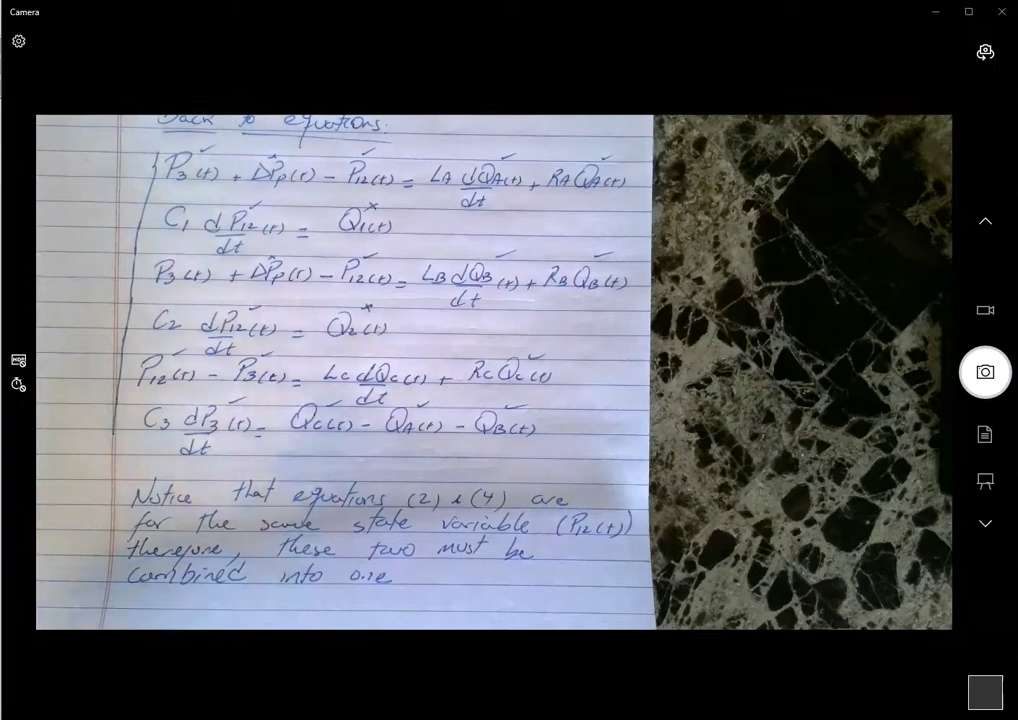 Camera
Back to equations.
P₃(t) + ΔP̂p(t) − P₁₂(t) = LA dQA(t)/dt + RA QA(t)
C₁ dP₁₂(t)/dt = Q₁(t)
P₃(t) + ΔP̂p(t) − P₁₂(t) = LB dQB(t)/dt + RB QB(t)
C₂ dP₁₂(t)/dt = Q₂(t)
P₁₂(t) − P₃(t) = Lc dQc(t)/dt + Rc Qc(t)
C₃ dP₃(t)/dt = Qc(t) − QA(t) − QB(t)
Notice that equations (2) & (4) are
for the same state variable (P₁₂(t))
therefore, these two must be
combined into one